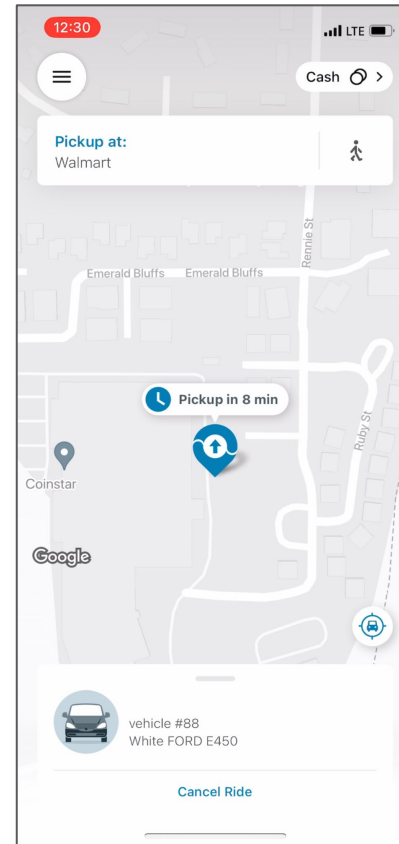 12:30
LTE
Cash
Pickup at:
Walmart
Rennie St
Emerald Bluffs
Emerald Bluffs
Pickup in 8 min
Ruby St
Coinstar
Google
vehicle #88
White FORD E450
Cancel Ride